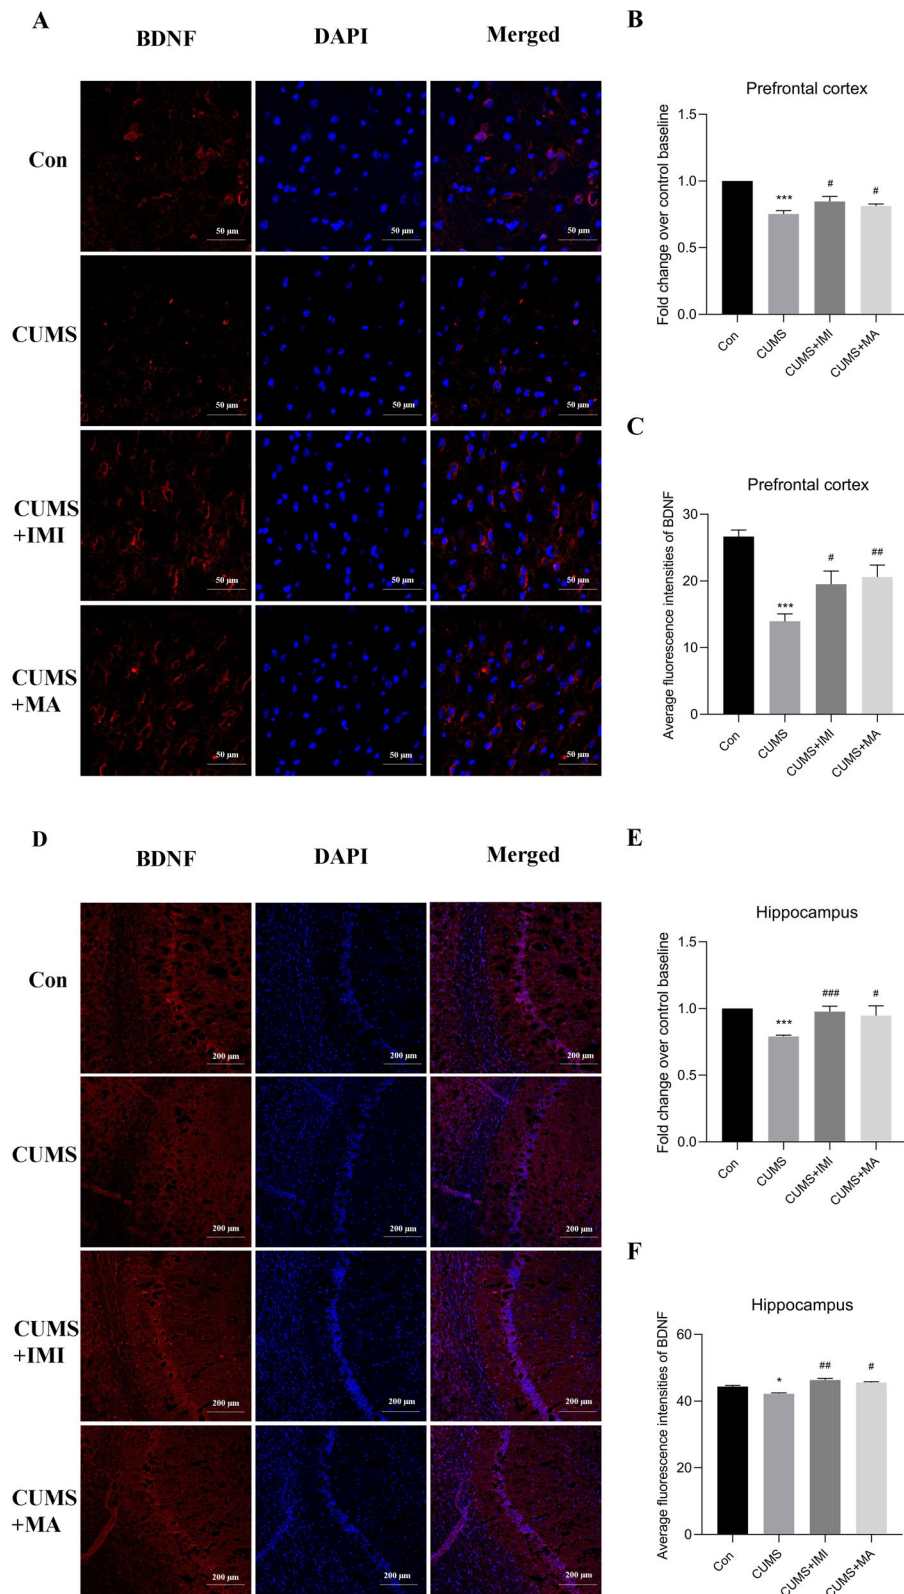 A
BDNF DAPI Merged
Con
50 μm 50 μm 50 μm
CUMS
50 μm 50 μm 50 μm
CUMS
+IMI
50 μm 50 μm 50 μm
CUMS
+MA
50 μm 50 μm 50 μm
B
Prefrontal cortex
Fold change over control baseline
1.5
1.0
0.5
0.0
***
#
#
Con CUMS CUMS+IMI CUMS+MA
C
Prefrontal cortex
Average fluorescence intensities of BDNF
30
20
10
0
***
#
##
Con CUMS CUMS+IMI CUMS+MA
D
BDNF DAPI Merged
Con
200 μm 200 μm 200 μm
CUMS
200 μm 200 μm 200 μm
CUMS
+IMI
200 μm 200 μm 200 μm
CUMS
+MA
200 μm 200 μm 200 μm
E
Hippocampus
Fold change over control baseline
1.5
1.0
0.5
0.0
***
###
#
Con CUMS CUMS+IMI CUMS+MA
F
Hippocampus
Average fluorescence intensities of BDNF
60
40
20
0
*
##
#
Con CUMS CUMS+IMI CUMS+MA